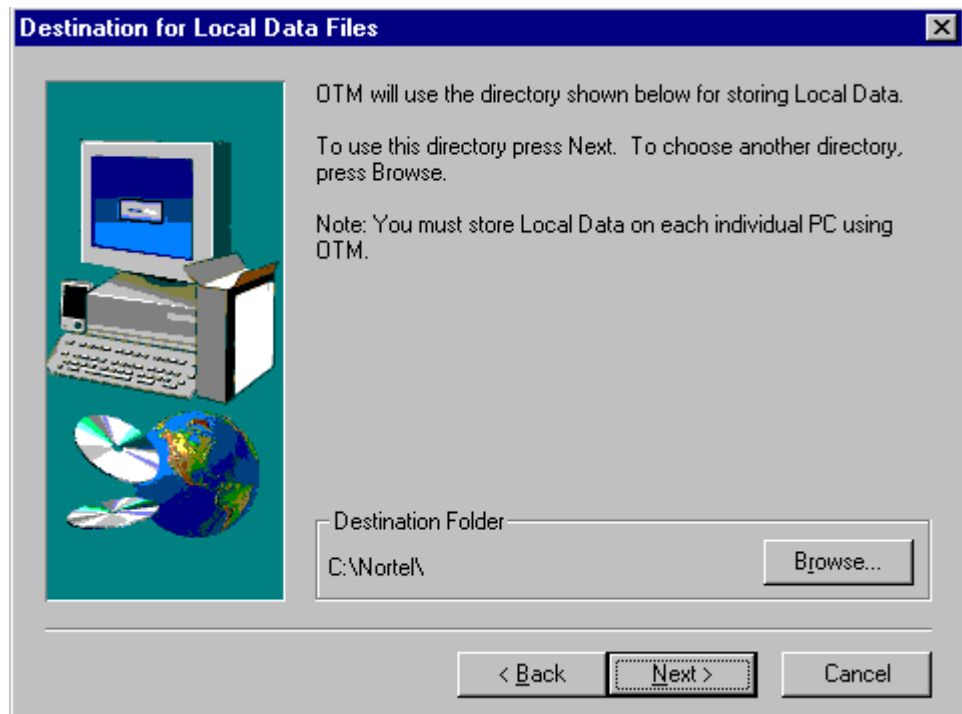 Destination for Local Data Files
OTM will use the directory shown below for storing Local Data.
To use this directory press Next. To choose another directory,
press Browse.
Note: You must store Local Data on each individual PC using
OTM.
Destination Folder
C:\Nortel\
Browse...
< Back
Next >
Cancel